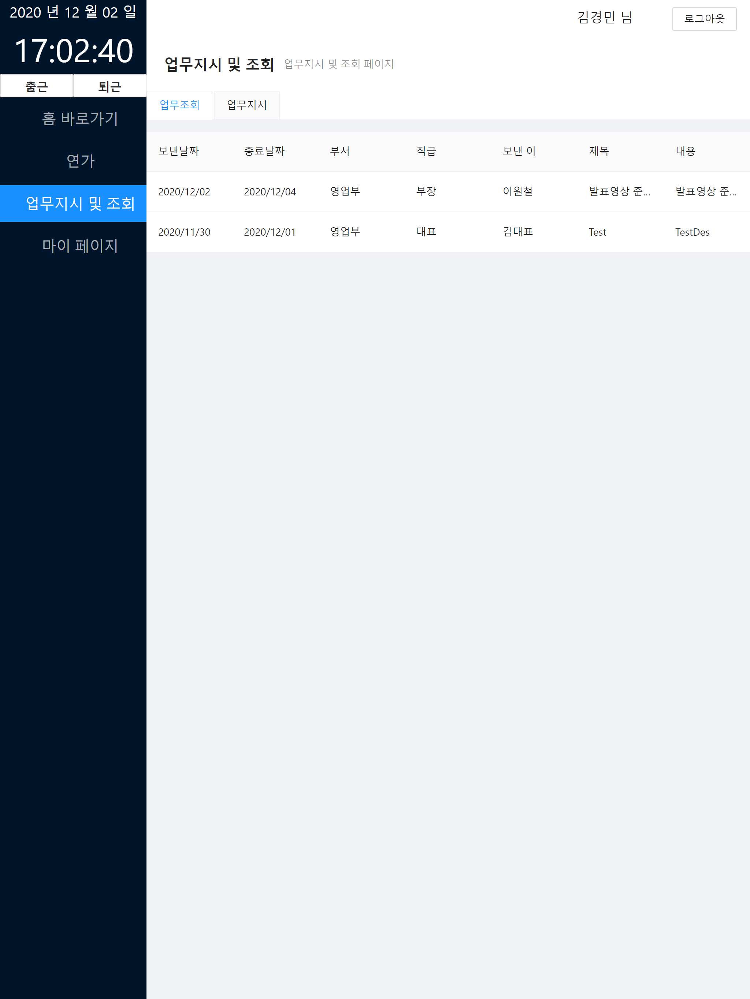 2020 년 12 월 02 일
17:02:40
출근 퇴근
홈 바로가기
연가
업무지시 및 조회
마이 페이지
김경민 님 로그아웃
업무지시 및 조회 업무지시 및 조회 페이지
업무조회 업무지시
보낸날짜 종료날짜 부서 직급 보낸 이 제목 내용
2020/12/02 2020/12/04 영업부 부장 이원철 발표영상 준... 발표영상 준...
2020/11/30 2020/12/01 영업부 대표 김대표 Test TestDes